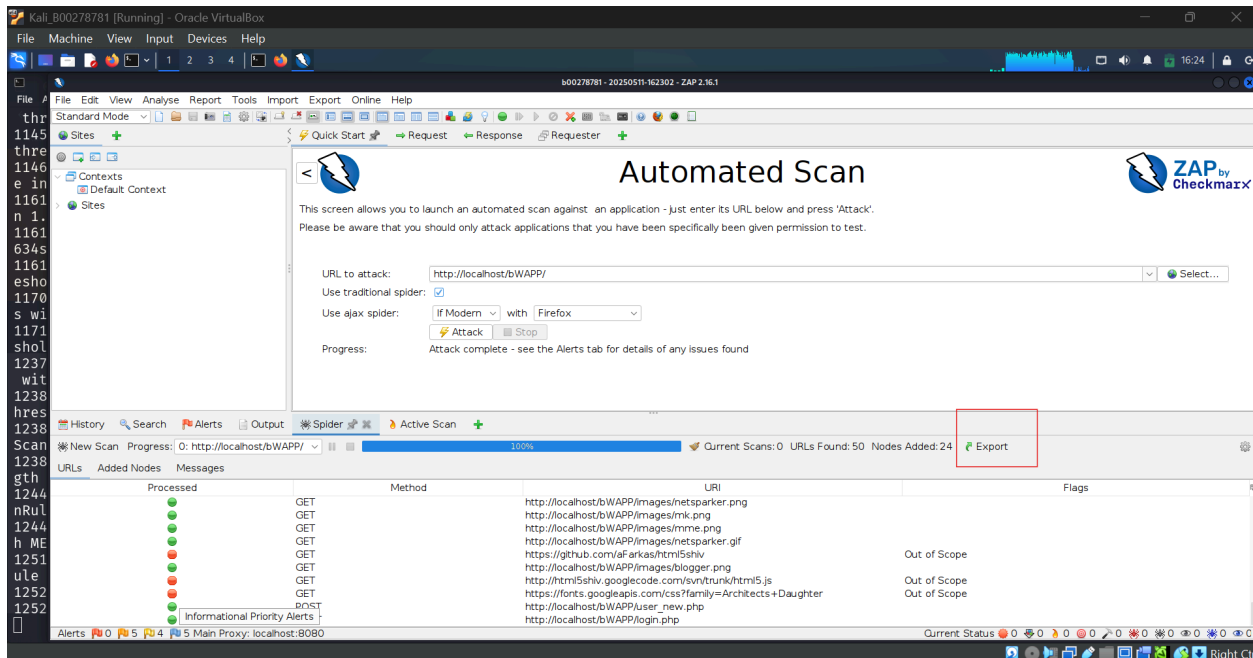 Kali_B00278781 [Running] - Oracle VirtualBox
File Machine View Input Devices Help
1 2 3 4 16:24
b00278781 - 20250511-162302 - ZAP 2.16.1
File
File Edit View Analyse Report Tools Import Export Online Help
thr
Standard Mode
1145
Sites
Quick Start Request Response Requester
thre
1146
e in
1161
n 1.
1161
634s
1161
esho
1170
s wi
1171
shol
1237
wit
1238
hres
1238
Scan
1238
gth
1244
nRul
1244
h ME
1251
ule
1252
1252
Contexts
Default Context
Sites
<
Automated Scan
ZAP by
Checkmarx
This screen allows you to launch an automated scan against an application - just enter its URL below and press 'Attack'.
Please be aware that you should only attack applications that you have been specifically been given permission to test.
URL to attack: http://localhost/bWAPP/ Select...
Use traditional spider:
Use ajax spider: If Modern with Firefox
Attack Stop
Progress: Attack complete - see the Alerts tab for details of any issues found
History Search Alerts Output Spider Active Scan
New Scan Progress: 0: http://localhost/bWAPP/ 100% Current Scans: 0 URLs Found: 50 Nodes Added: 24 Export
URLs Added Nodes Messages
Processed Method URI Flags
GET http://localhost/bWAPP/images/netsparker.png
GET http://localhost/bWAPP/images/mk.png
GET http://localhost/bWAPP/images/mme.png
GET http://localhost/bWAPP/images/netsparker.gif
GET https://github.com/aFarkas/html5shiv Out of Scope
GET http://localhost/bWAPP/images/blogger.png
GET http://html5shiv.googlecode.com/svn/trunk/html5.js Out of Scope
GET https://fonts.googleapis.com/css?family=Architects+Daughter Out of Scope
POST http://localhost/bWAPP/user_new.php
http://localhost/bWAPP/login.php
Informational Priority Alerts
Alerts 0 5 4 5 Main Proxy: localhost:8080 Current Status 0 0 0 0 0 0 0 0 0 0
Right Ct